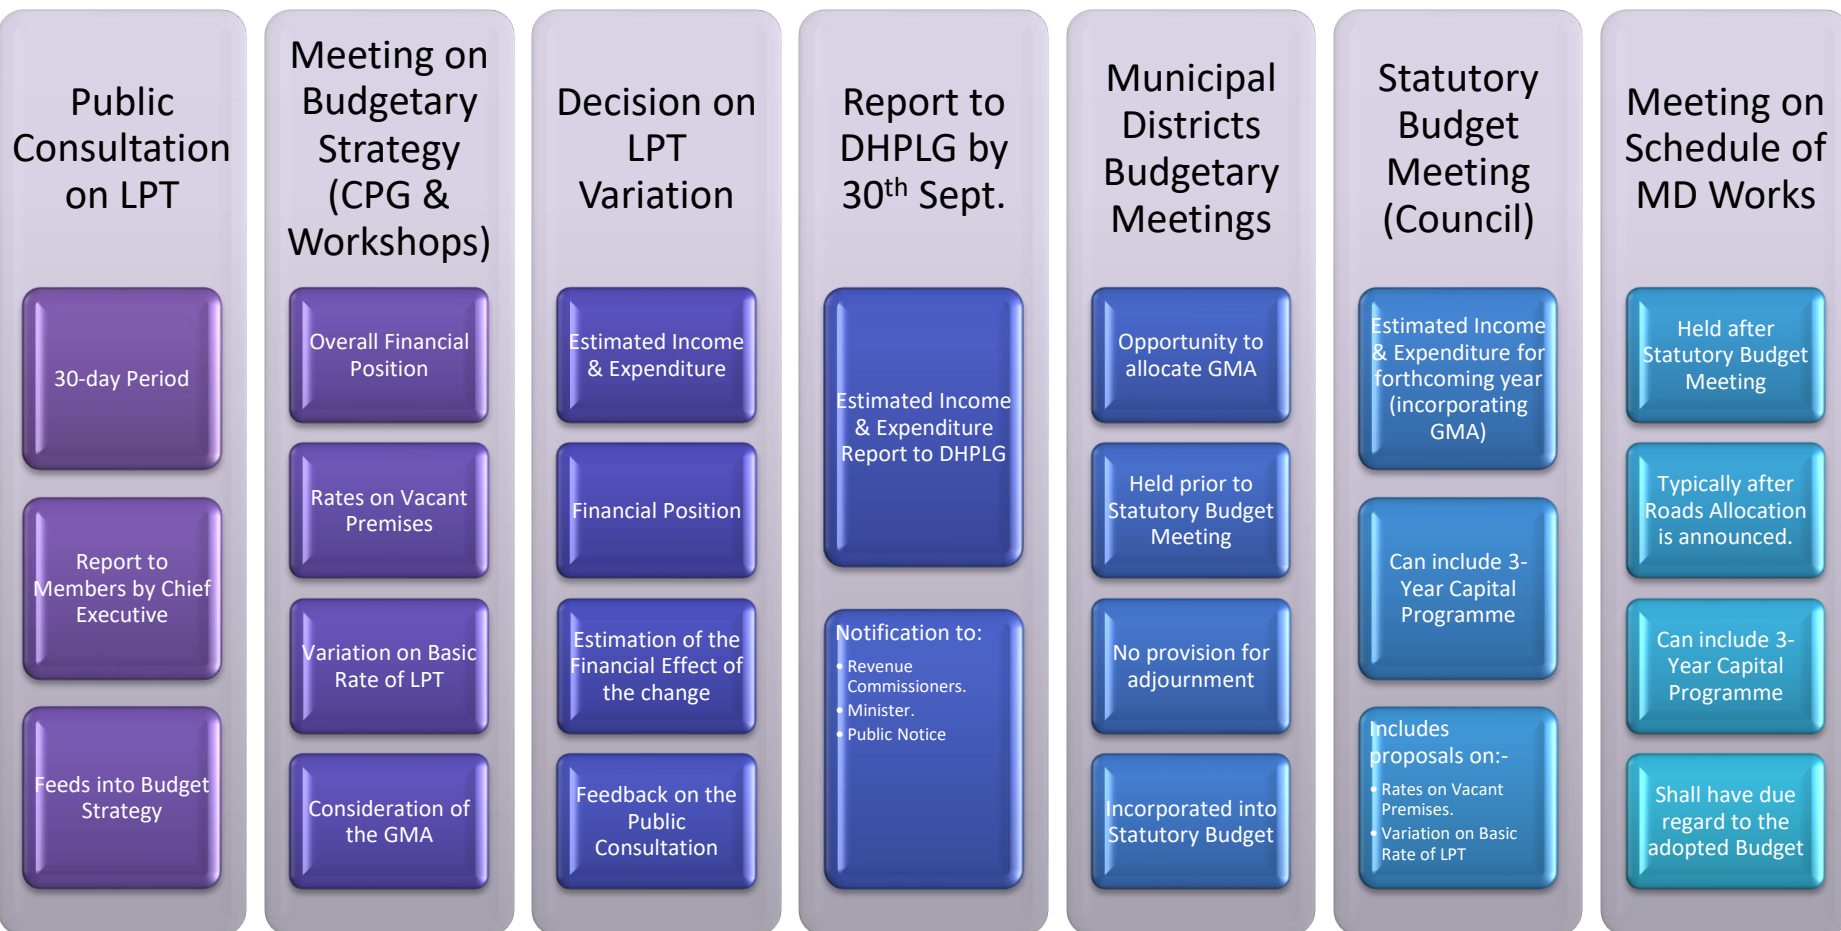 Public
Consultation
on LPT
30-day Period
Report to
Members by Chief
Executive
Feeds into Budget
Strategy
Meeting on
Budgetary
Strategy
(CPG &
Workshops)
Overall Financial
Position
Rates on Vacant
Premises
Variation on Basic
Rate of LPT
Consideration of
the GMA
Decision on
LPT
Variation
Estimated Income
& Expenditure
Financial Position
Estimation of the
Financial Effect of
the change
Feedback on the
Public
Consultation
Report to
DHPLG by
30th Sept.
Estimated Income
& Expenditure
Report to DHPLG
Notification to:
• Revenue
Commissioners.
• Minister.
• Public Notice
Municipal
Districts
Budgetary
Meetings
Opportunity to
allocate GMA
Held prior to
Statutory Budget
Meeting
No provision for
adjournment
Incorporated into
Statutory Budget
Statutory
Budget
Meeting
(Council)
Estimated Income
& Expenditure for
forthcoming year
(incorporating
GMA)
Can include 3-
Year Capital
Programme
Includes
proposals on:-
• Rates on Vacant
Premises.
• Variation on Basic
Rate of LPT
Meeting on
Schedule of
MD Works
Held after
Statutory Budget
Meeting
Typically after
Roads Allocation
is announced.
Can include 3-
Year Capital
Programme
Shall have due
regard to the
adopted Budget